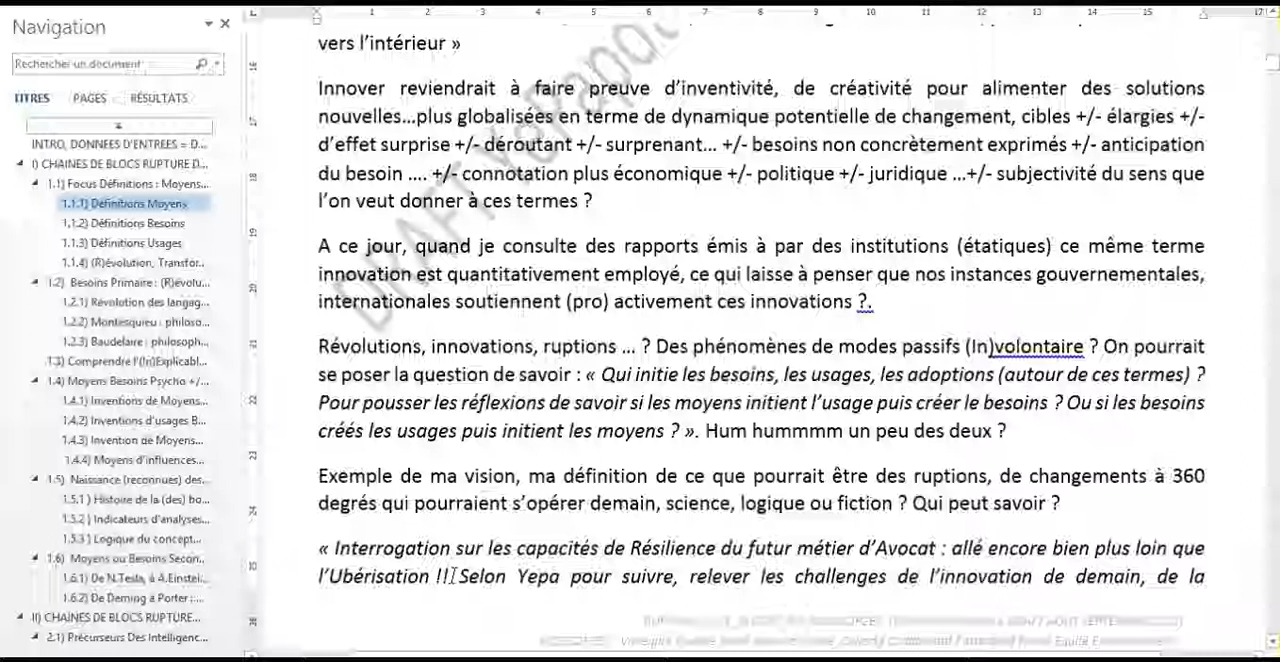 Navigation
Rechercher un document
TITRES PAGES RÉSULTATS
INTRO, DONNEES D'ENTREES = D...
I) CHAINES DE BLOCS RUPTURE D...
1.1) Focus Définitions : Moyens...
1.1.1) Définitions Moyens
1.1.2) Définitions Besoins
1.1.3) Définitions Usages
1.1.4) (R)évolution, Transfor...
1.2) Besoins Primaire : (R)évolu...
1.2.1) Révolution des langag...
1.2.2) Montesquieu : philoso...
1.2.3) Baudelaire : philosoph...
1.3) Comprendre l'(In)Explicabl...
1.4) Moyens Besoins Psycho +/...
1.4.1) Inventions de Moyens...
1.4.2) Inventions d'usages B...
1.4.3) Invention de Moyens...
1.4.4) Moyens d'influences...
1.5) Naissance (reconnues) des...
1.5.1 ) Histoire de la (des) bo...
1.5.2 ) Indicateurs d'analyses...
1.5.3 ) Logique du concept...
1.6) Moyens ou Besoins Secon...
1.6.1) De N.Tesla, à A.Einstei...
1.6.2) De Deming a Porter :...
II) CHAINES DE BLOCS RUPTURE...
2.1) Précurseurs Des Intelligenc...
1 2 3 4 5 6 7 8 9 10 11 12 13 14 15 17
vers l'intérieur »
Innover reviendrait à faire preuve d'inventivité, de créativité pour alimenter des solutions
nouvelles...plus globalisées en terme de dynamique potentielle de changement, cibles +/- élargies +/-
d'effet surprise +/- déroutant +/- surprenant... +/- besoins non concrètement exprimés +/- anticipation
du besoin .... +/- connotation plus économique +/- politique +/- juridique ...+/- subjectivité du sens que
l'on veut donner à ces termes ?
A ce jour, quand je consulte des rapports émis à par des institutions (étatiques) ce même terme
innovation est quantitativement employé, ce qui laisse à penser que nos instances gouvernementales,
internationales soutiennent (pro) activement ces innovations ?.
Révolutions, innovations, ruptions ... ? Des phénomènes de modes passifs (In)volontaire ? On pourrait
se poser la question de savoir : « Qui initie les besoins, les usages, les adoptions (autour de ces termes) ?
Pour pousser les réflexions de savoir si les moyens initient l'usage puis créer le besoins ? Ou si les besoins
créés les usages puis initient les moyens ? ». Hum hummmm un peu des deux ?
Exemple de ma vision, ma définition de ce que pourrait être des ruptions, de changements à 360
degrés qui pourraient s'opérer demain, science, logique ou fiction ? Qui peut savoir ?
« Interrogation sur les capacités de Résilience du futur métier d'Avocat : allé encore bien plus loin que
l'Ubérisation !! Selon Yepa pour suivre, relever les challenges de l'innovation de demain, de la
DRAFT